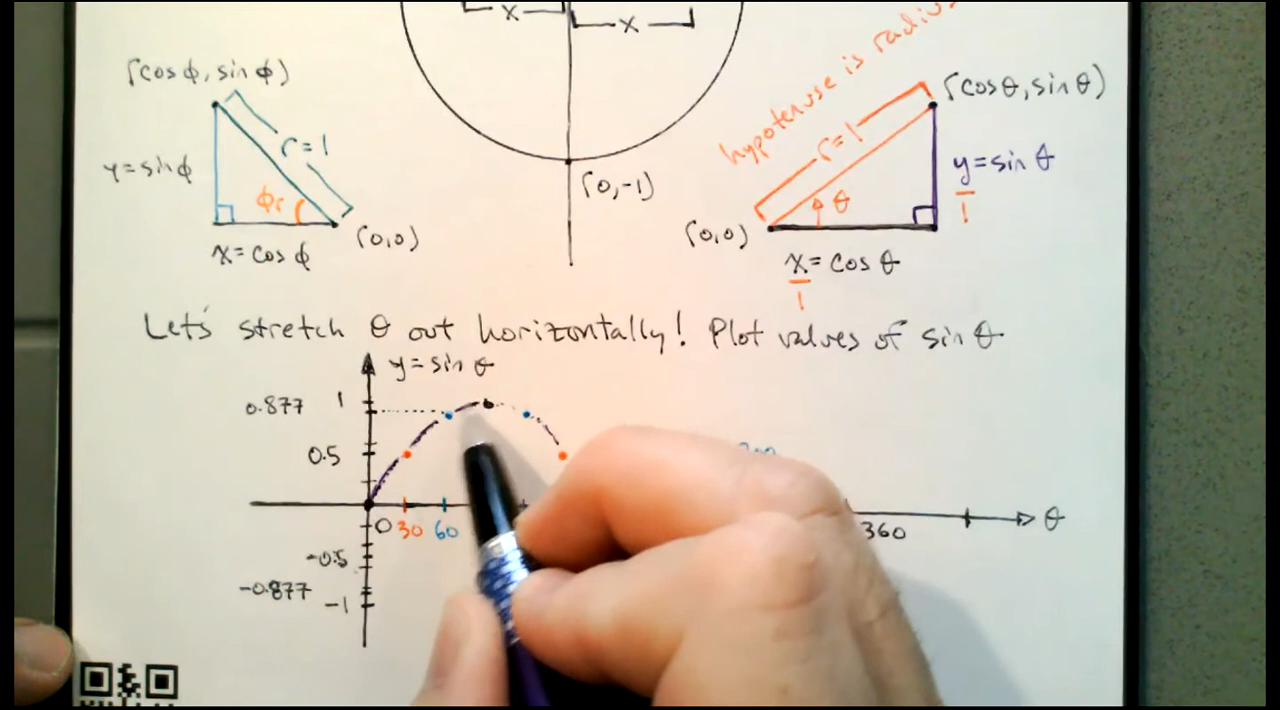 x
x
hypotenuse is radius
(cos ϕ, sin ϕ)
(cos θ, sin θ)
r=1
r=1
y=sin ϕ
y=sin θ
1
(0,-1)
ϕ
θ
(0,0)
(0,0)
x=cos ϕ
x=cos θ
1
Let's stretch θ out horizontally! Plot values of sin θ
y=sin θ
0.877
1
0.5
0 30 60
360
θ
-0.5
-0.877
-1